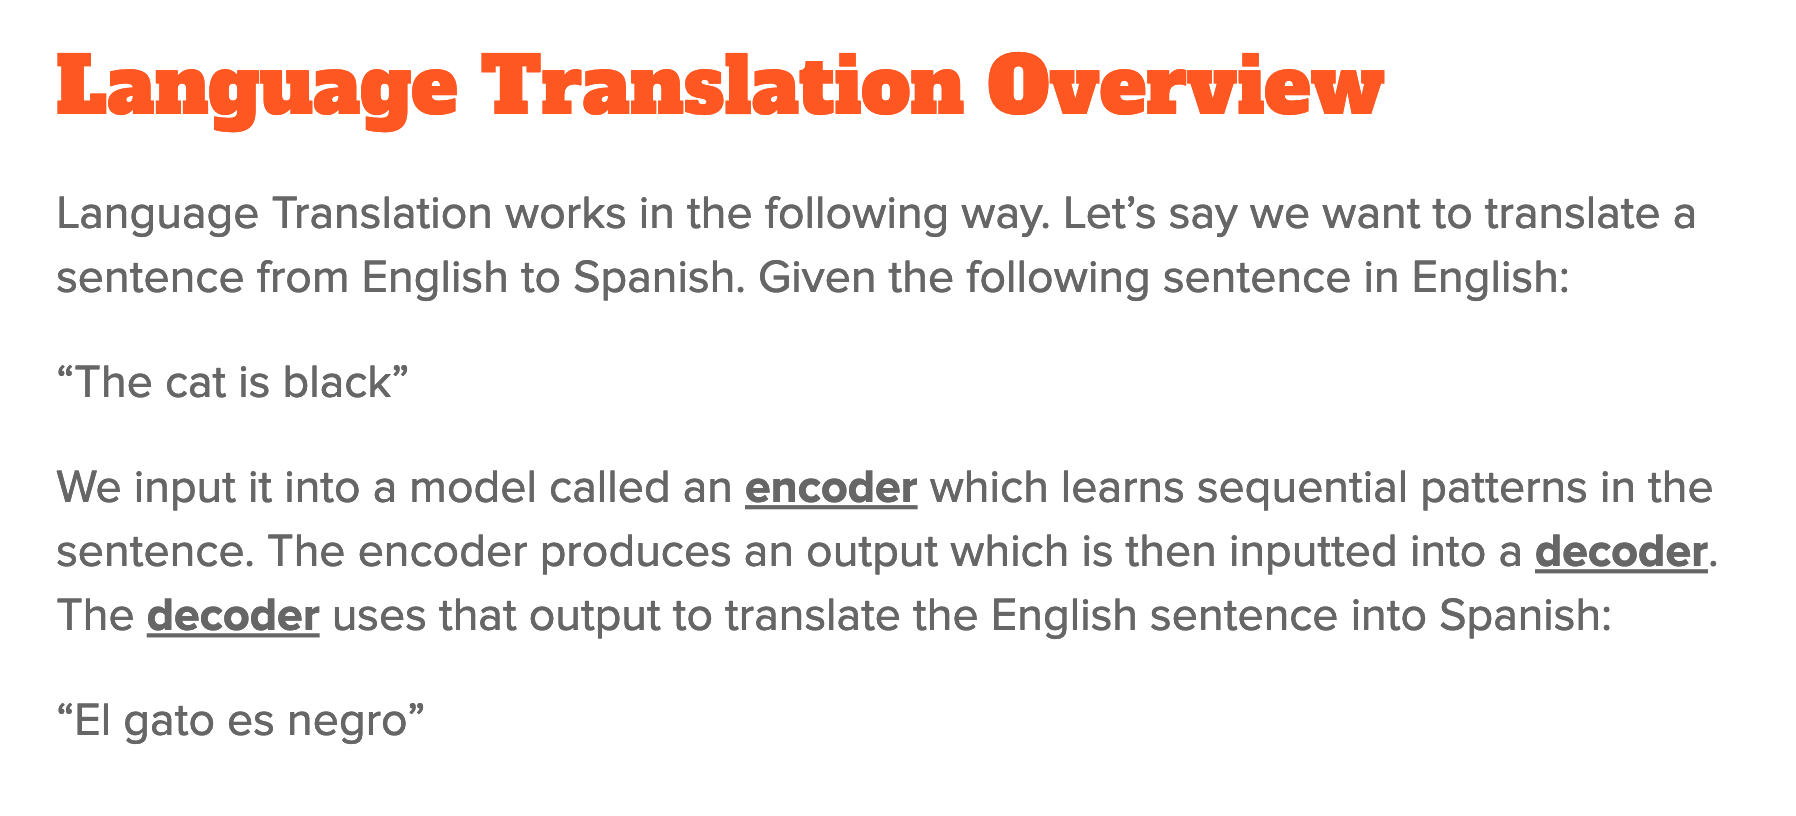 Language Translation Overview
Language Translation works in the following way. Let’s say we want to translate a
sentence from English to Spanish. Given the following sentence in English:
“The cat is black”
We input it into a model called an encoder which learns sequential patterns in the
sentence. The encoder produces an output which is then inputted into a decoder.
The decoder uses that output to translate the English sentence into Spanish:
“El gato es negro”